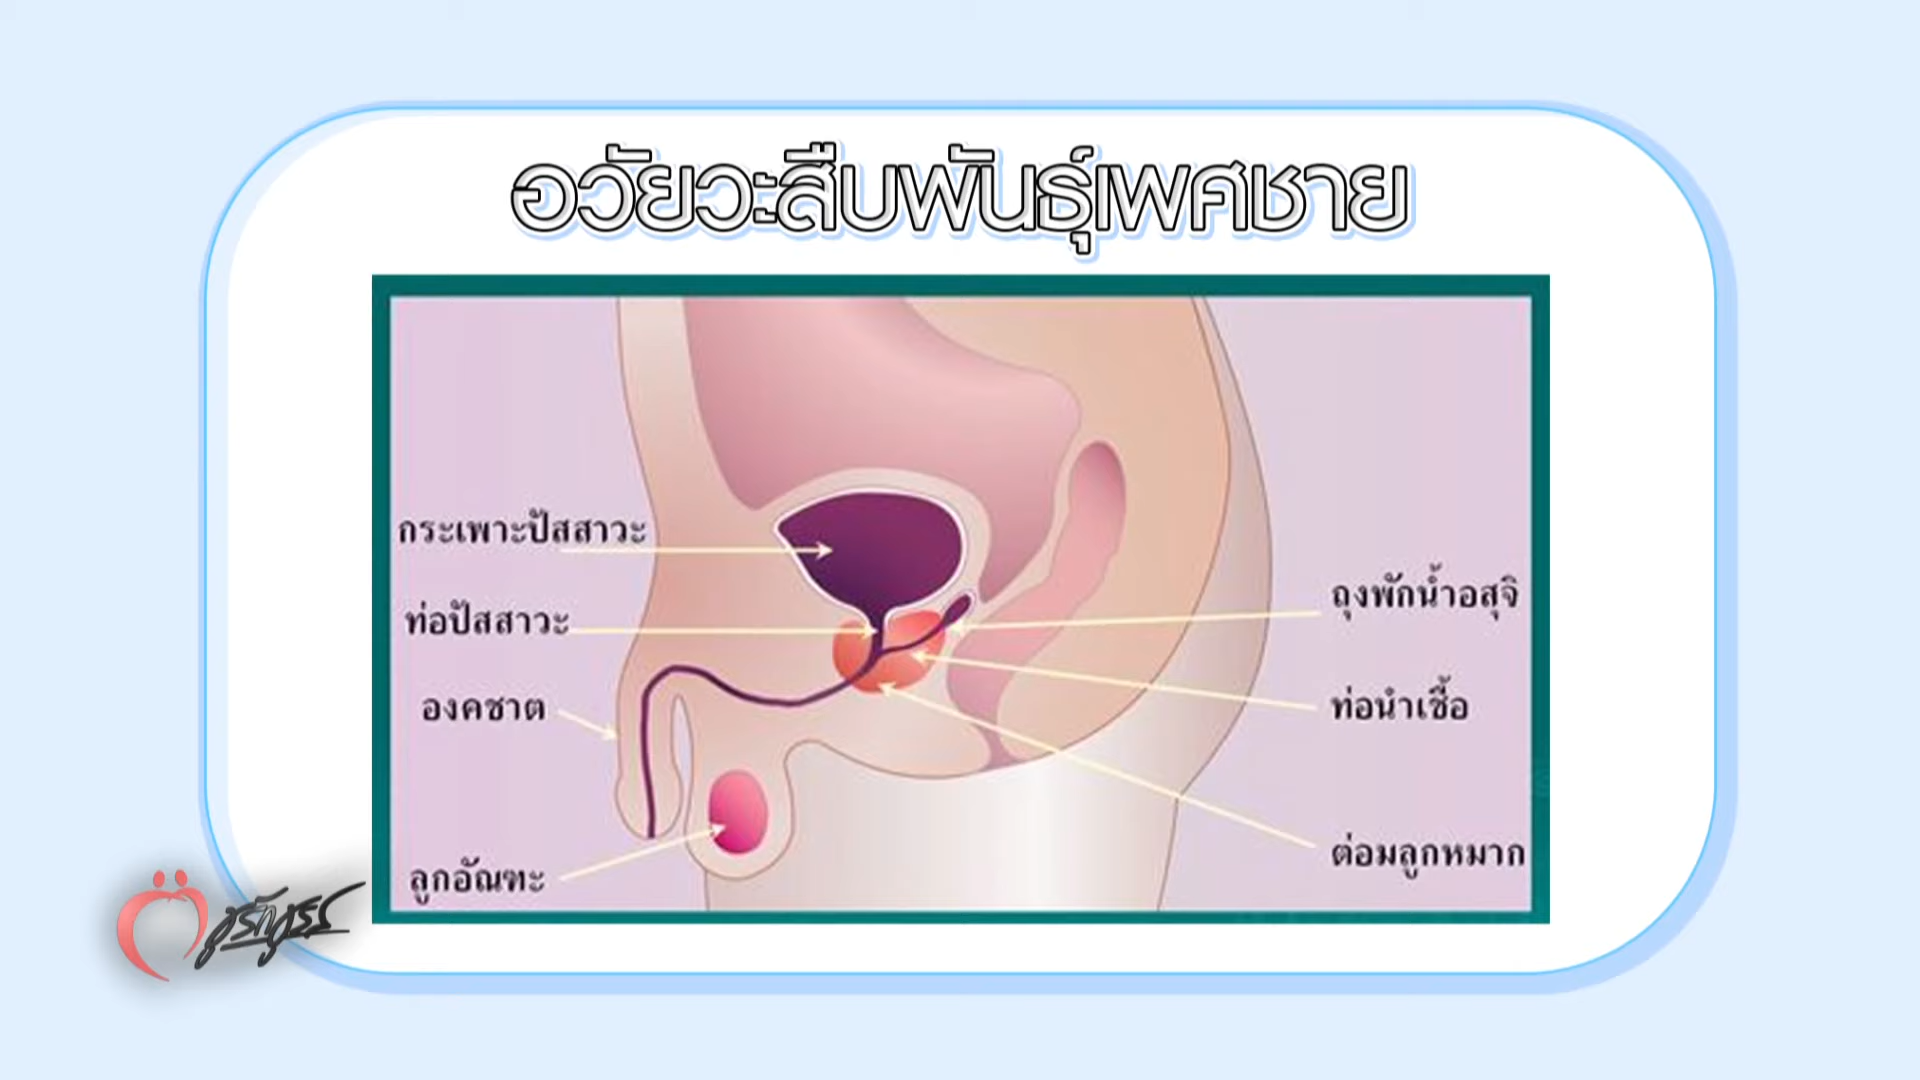 อวัยวะสืบพันธุ์เพศชาย
กระเพาะปัสสาวะ
ท่อปัสสาวะ
องคชาต
ลูกอัณฑะ
ถุงพักน้ำอสุจิ
ท่อนำเชื้อ
ต่อมลูกหมาก